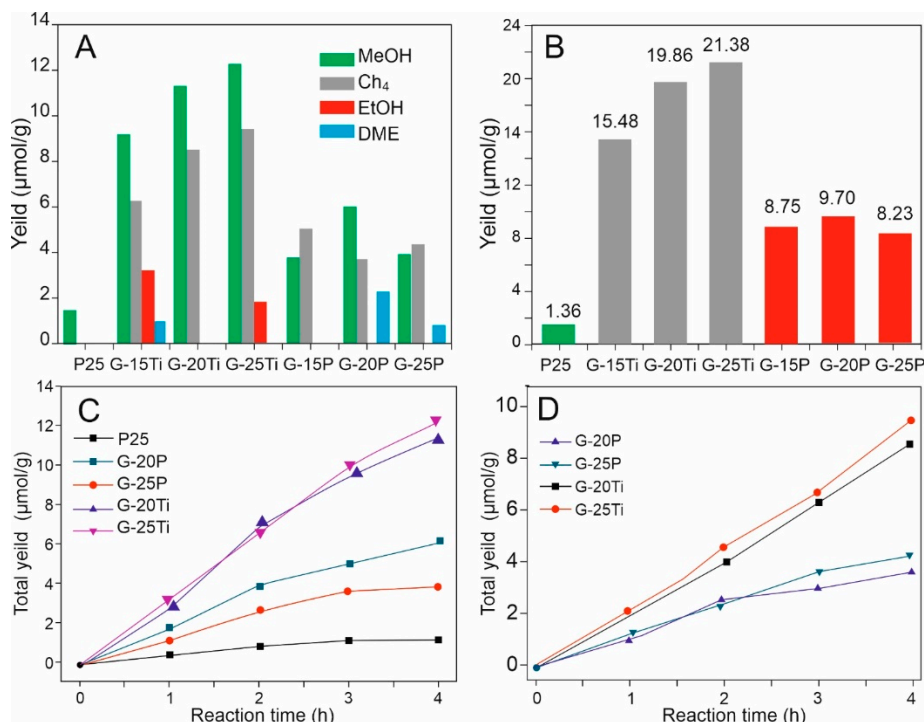 A
Yeild (μmol/g)
14
12
10
8
6
4
2
0
MeOH
Ch₄
EtOH
DME
P25 G-15Ti G-20Ti G-25Ti G-15P G-20P G-25P
B
Yeild (μmol/g)
24
20
14
12
8
4
0
1.36
15.48
19.86
21.38
8.75
9.70
8.23
P25 G-15Ti G-20Ti G-25Ti G-15P G-20P G-25P
C
Total yeild (μmol/g)
14
12
10
8
6
4
2
0
P25
G-20P
G-25P
G-20Ti
G-25Ti
0 1 2 3 4
Reaction time (h)
D
Total yeild (μmol/g)
10
8
6
4
2
0
G-20P
G-25P
G-20Ti
G-25Ti
0 1 2 3 4
Reaction time (h)